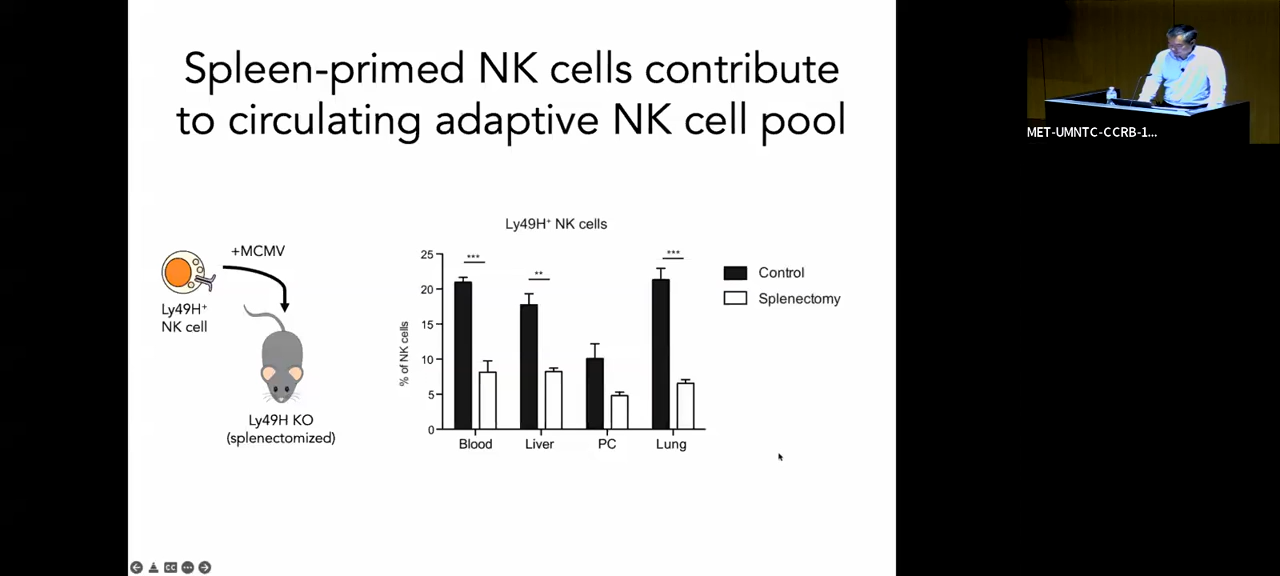 Spleen-primed NK cells contribute
to circulating adaptive NK cell pool
+MCMV
Ly49H⁺
NK cell
Ly49H KO
(splenectomized)
Ly49H⁺ NK cells
% of NK cells
25
20
15
10
5
0
***
**
***
Blood
Liver
PC
Lung
Control
Splenectomy
CC
MET-UMNTC-CCRB-1...